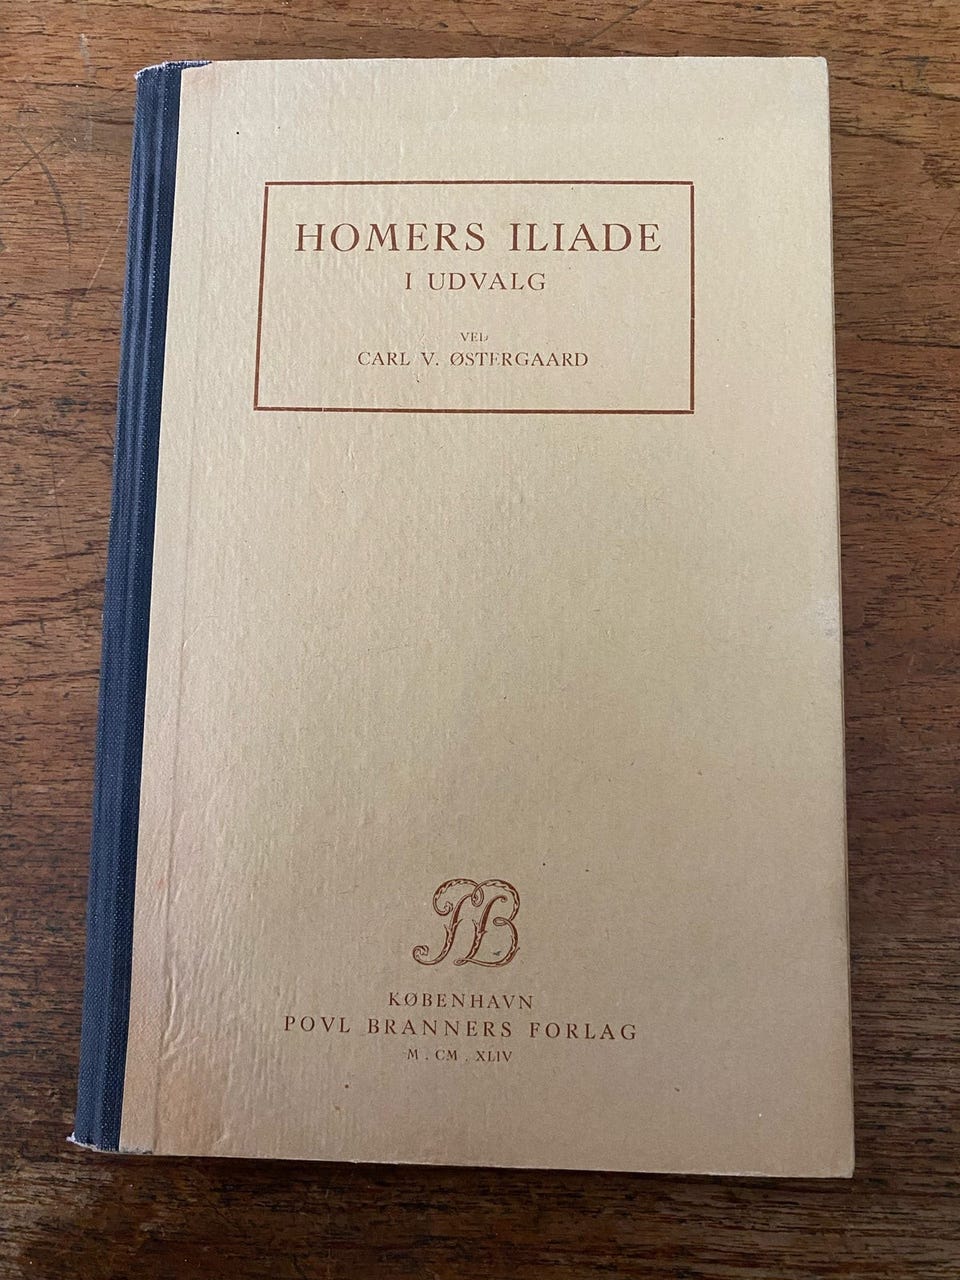 HOMERS ILIADE
I UDVALG
VED
CARL V. ØSTERGAARD
PB
KØBENHAVN
POVL BRANNERS FORLAG
M . CM . XLIV